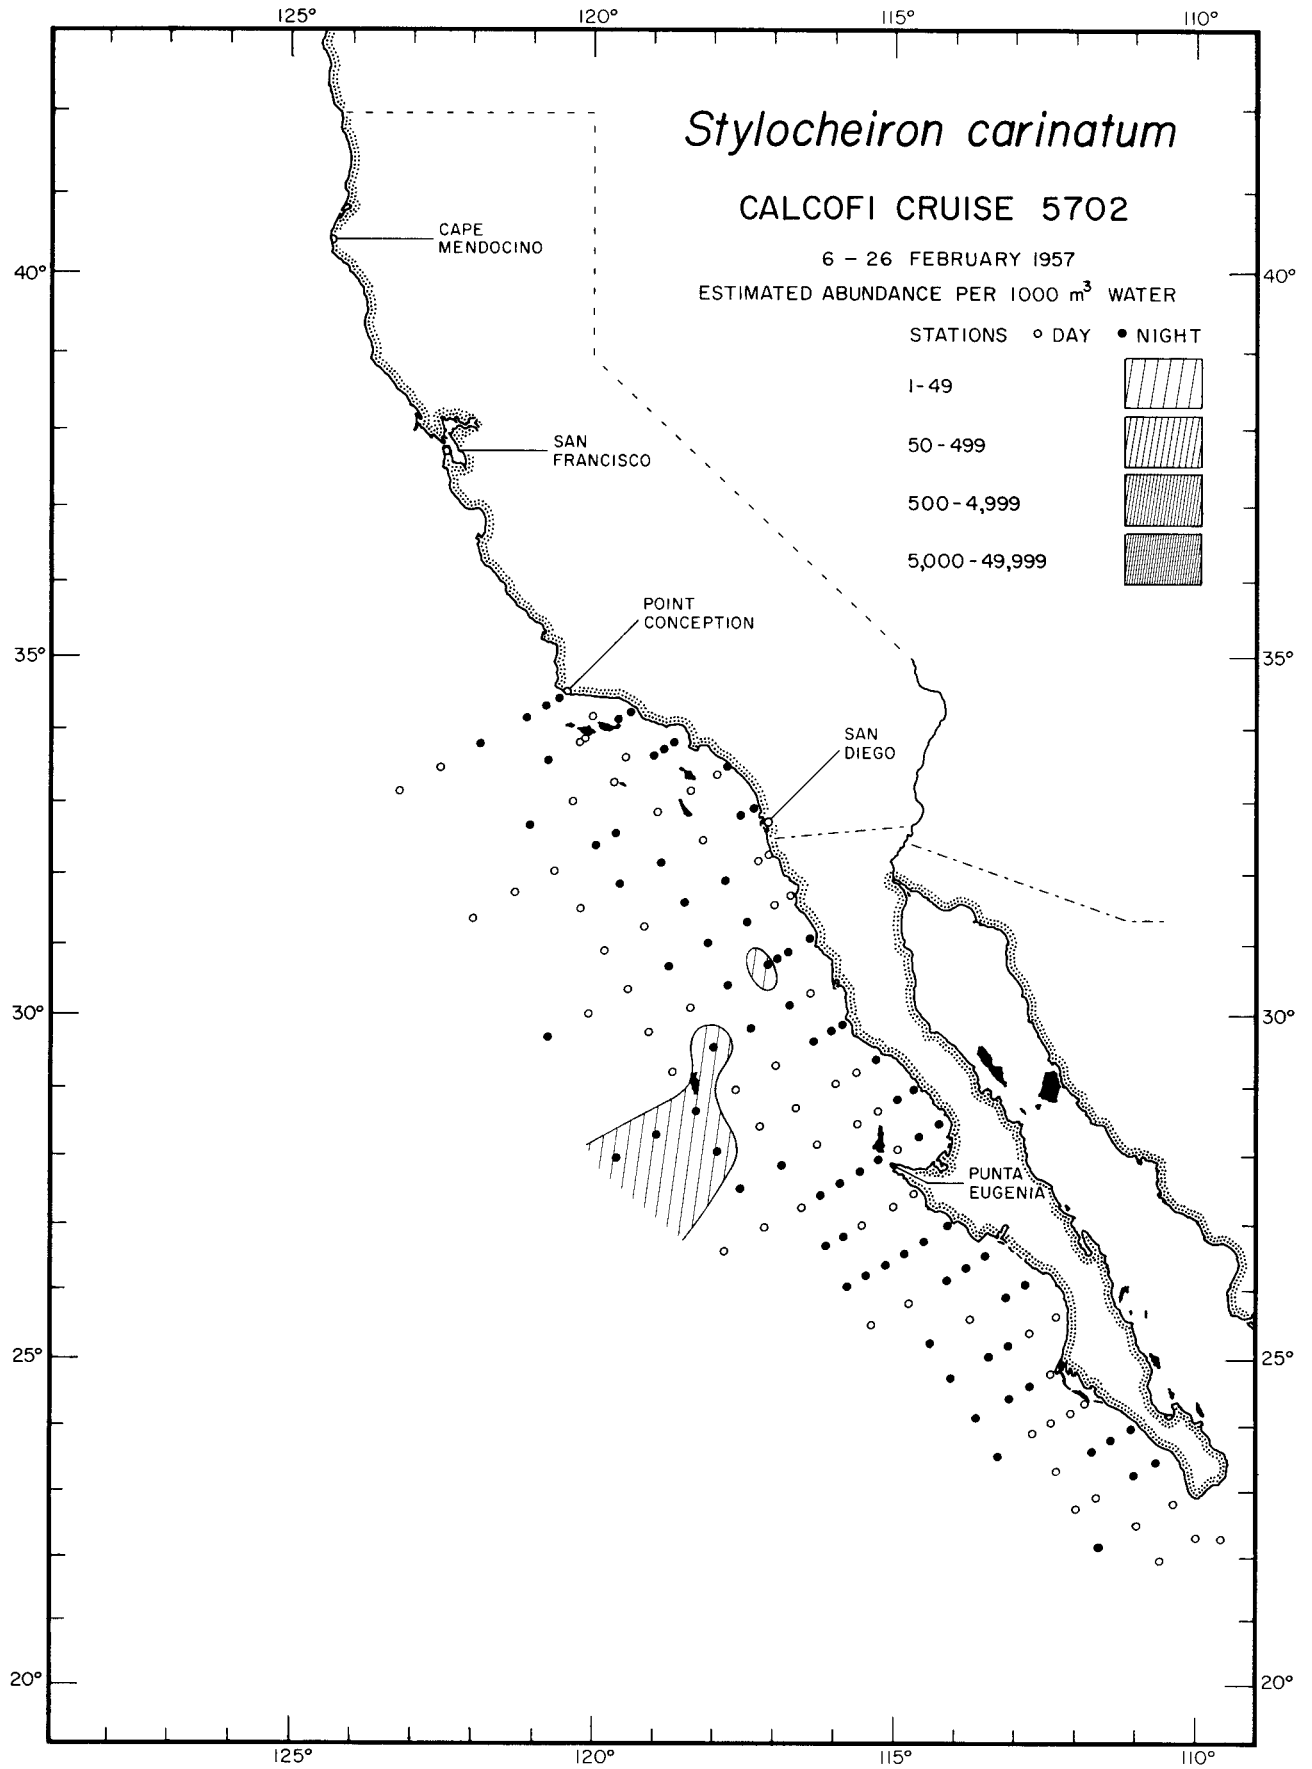 125° 120° 115° 110°
Stylocheiron carinatum
CALCOFI CRUISE 5702
6 – 26 FEBRUARY 1957
ESTIMATED ABUNDANCE PER 1000 m³ WATER
STATIONS ○ DAY ● NIGHT
1-49
50-499
500-4,999
5,000-49,999
CAPE
MENDOCINO
40° 40°
SAN
FRANCISCO
POINT
CONCEPTION
35° 35°
SAN
DIEGO
30° 30°
PUNTA
EUGENIA
25° 25°
20° 20°
125° 120° 115° 110°